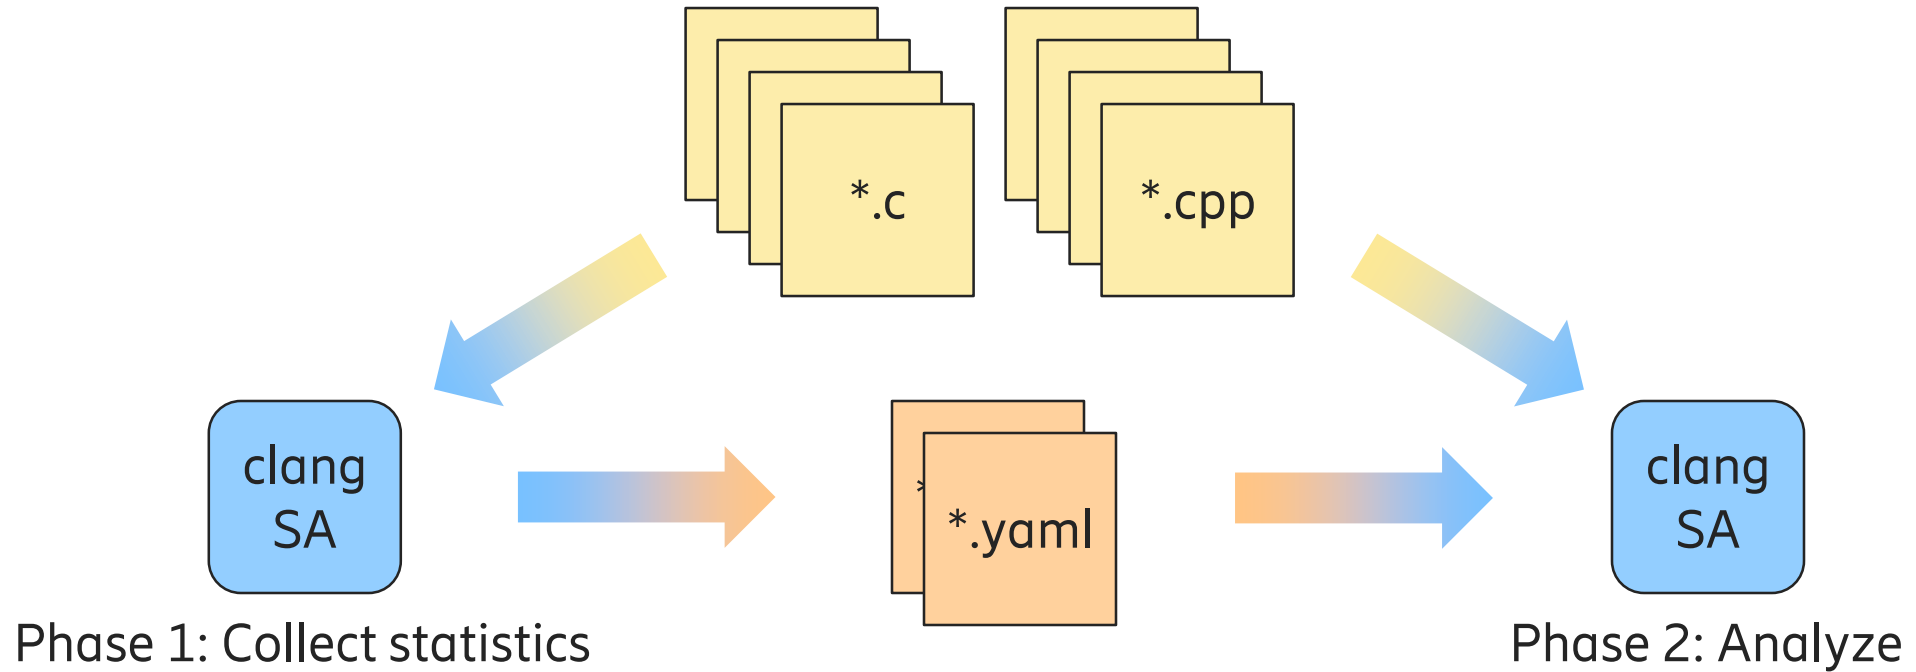 *.c
*.cpp
clang
SA
*
*.yaml
clang
SA
Phase 1: Collect statistics
Phase 2: Analyze